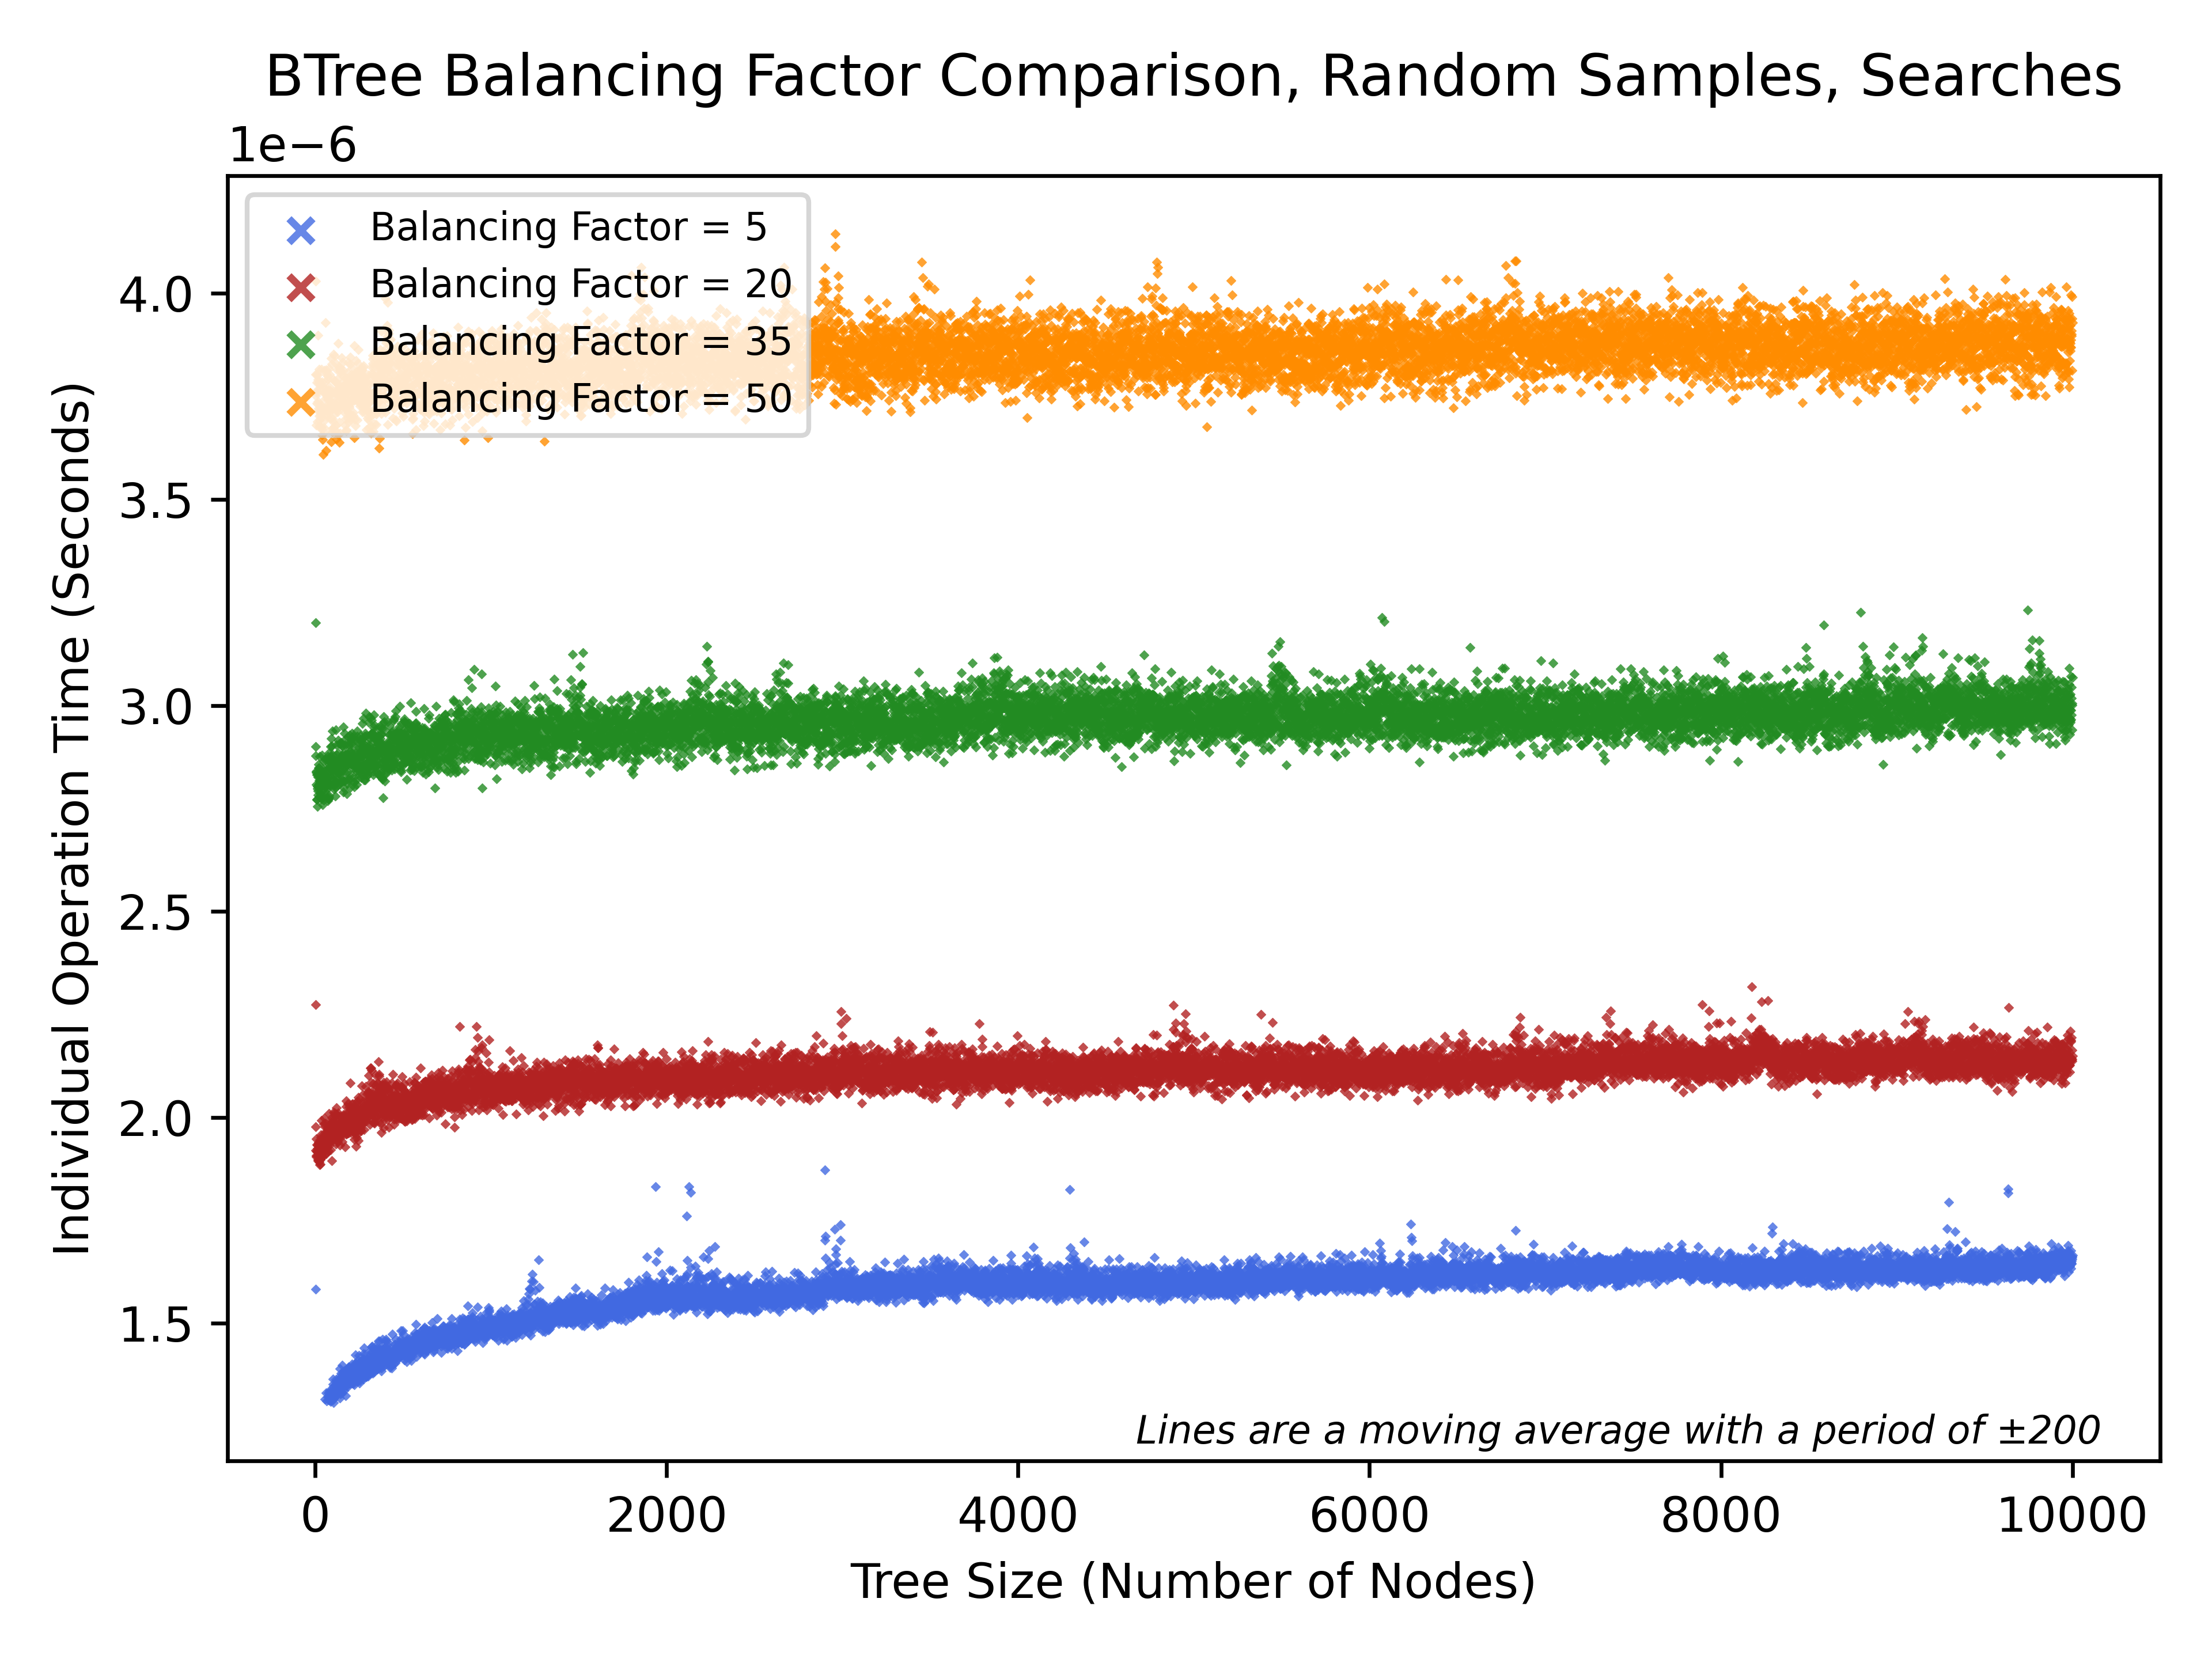 BTree Balancing Factor Comparison, Random Samples, Searches
1e−6
Balancing Factor = 5
Balancing Factor = 20
Balancing Factor = 35
Balancing Factor = 50
4.0
3.5
3.0
2.5
2.0
1.5
Individual Operation Time (Seconds)
Lines are a moving average with a period of ±200
0 2000 4000 6000 8000 10000
Tree Size (Number of Nodes)